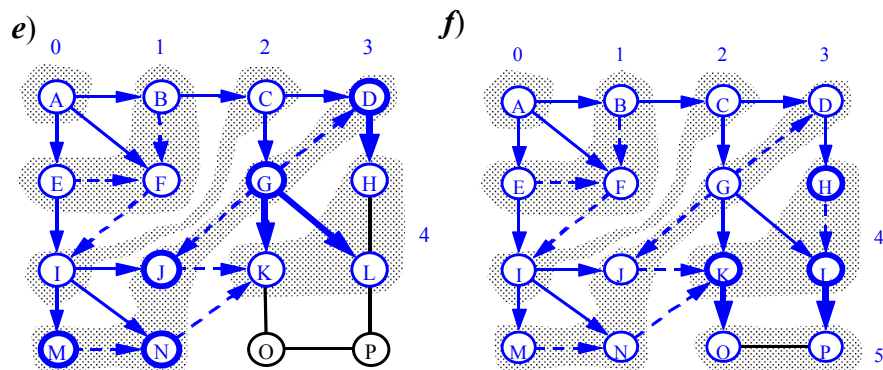 e)
0 1 2 3
A B C D
E F G H
4
I J K L
M N O P
f)
0 1 2 3
A B C D
E F G H
4
I J K L
M N O P
5